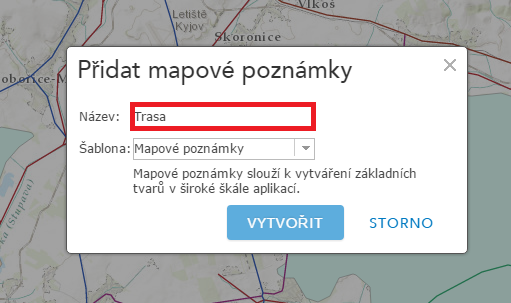 Letiště
Kyjov
Vlkoš
Skoronice
Přidat mapové poznámky
Název: Trasa
Šablona: Mapové poznámky
Mapové poznámky slouží k vytváření základních
tvarů v široké škále aplikací.
VYTVOŘIT STORNO
(Stupava)